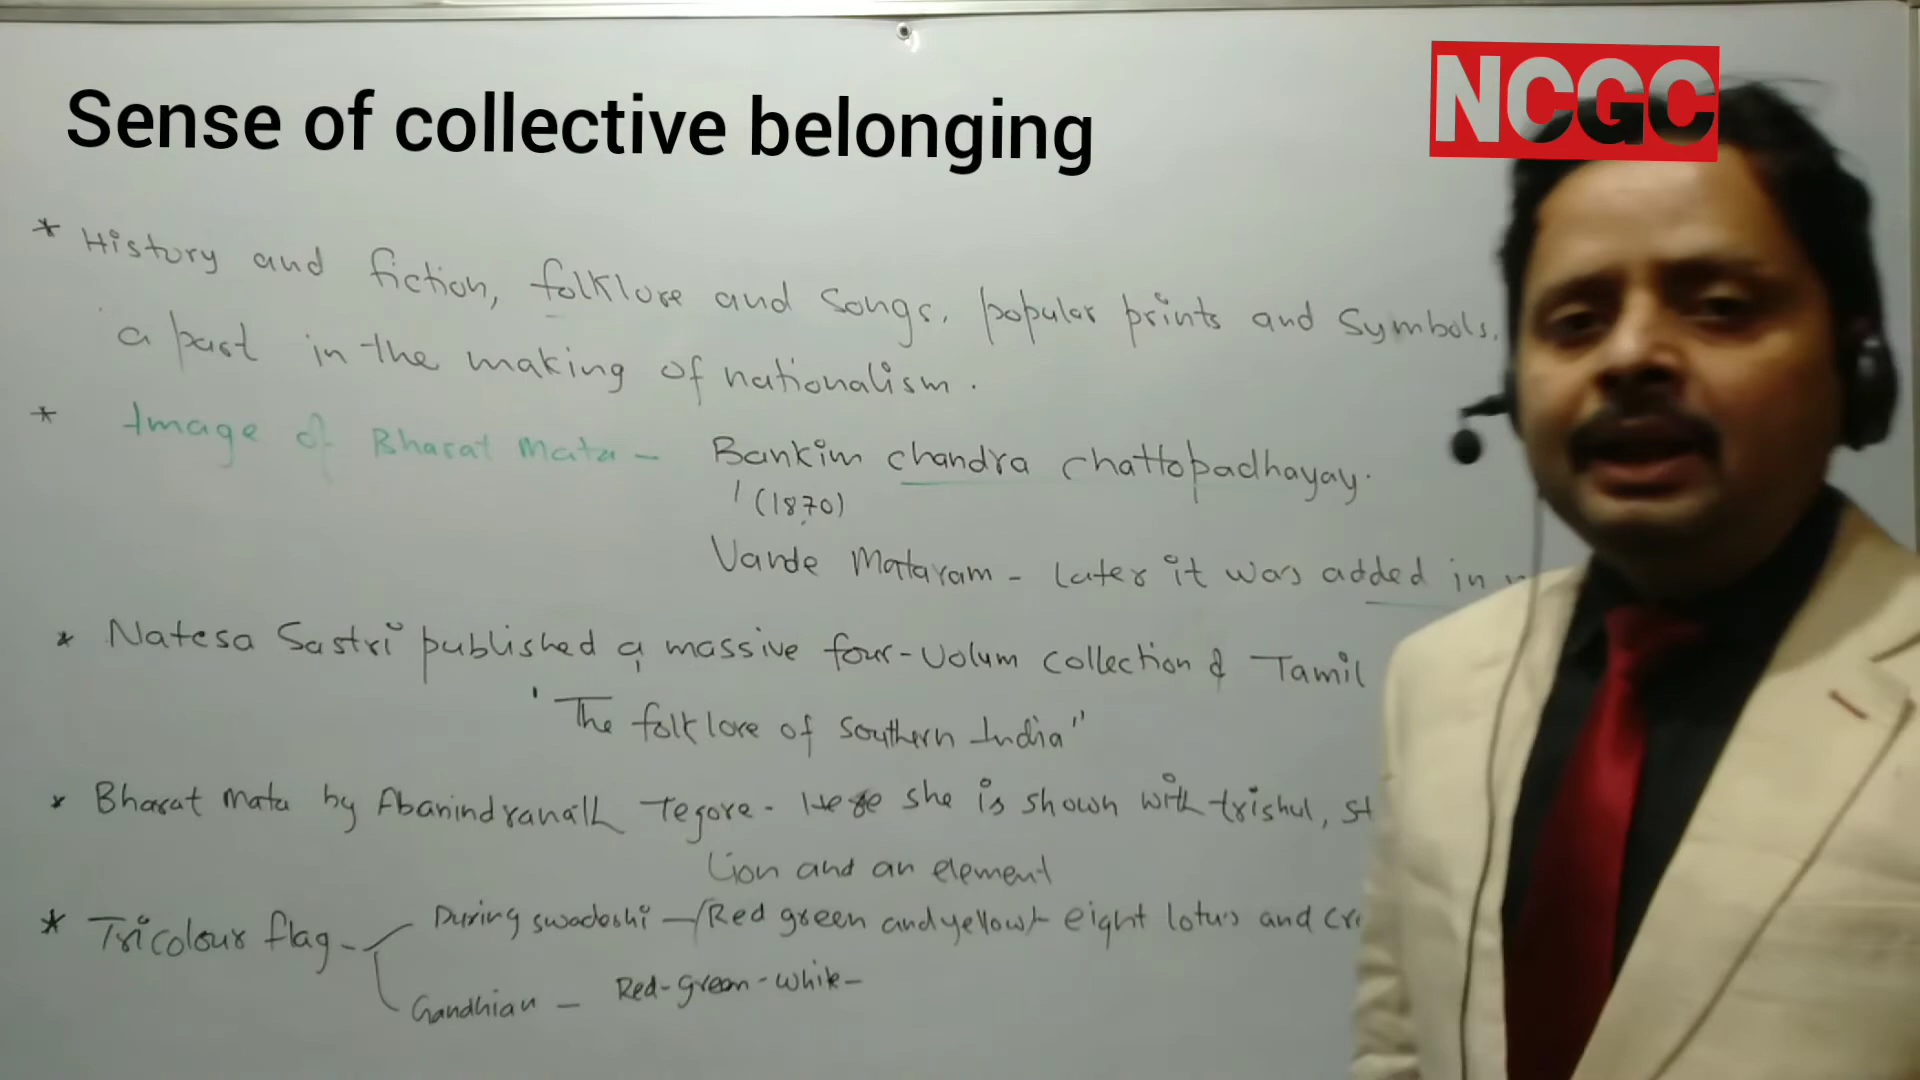 NCGC
Sense of collective belonging
* History and fiction, folklore and songs, popular prints and symbols.
a part in the making of nationalism.
* Image of Bharat Mata - Bankim chandra chattopadhayay.
(1870)
Vande Mataram - Later it was added in
* Natesa Sastri published a massive four-volum collection of Tamil
'The folklore of southern India"
* Bharat Mata by Abanindranath Tegore - Here she is shown with trishul,
Lion and an element
* Tricolour flag - During swadeshi - Red green and yellow eight lotus and
Gandhian - Red-green-white-